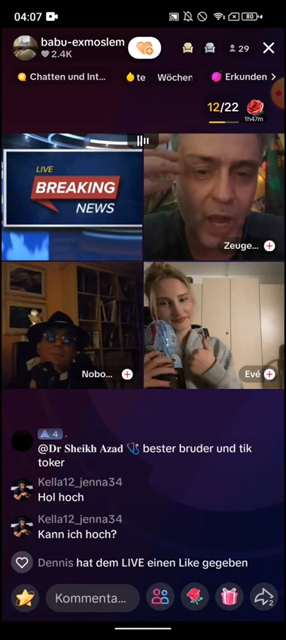 04:07
80
babu-exmoslem
2.4K
29
Chatten und Int...
te
Wöchen
Erkunden >
12/22
1h47m
LIVE
BREAKING
NEWS
Zeuge...
Nobo...
Evé
4 .
@Dr Sheikh Azad 🩺 bester bruder und tik
toker
Kella12_jenna34
Hol hoch
Kella12_jenna34
Kann ich hoch?
Dennis hat dem LIVE einen Like gegeben
Kommenta...
2